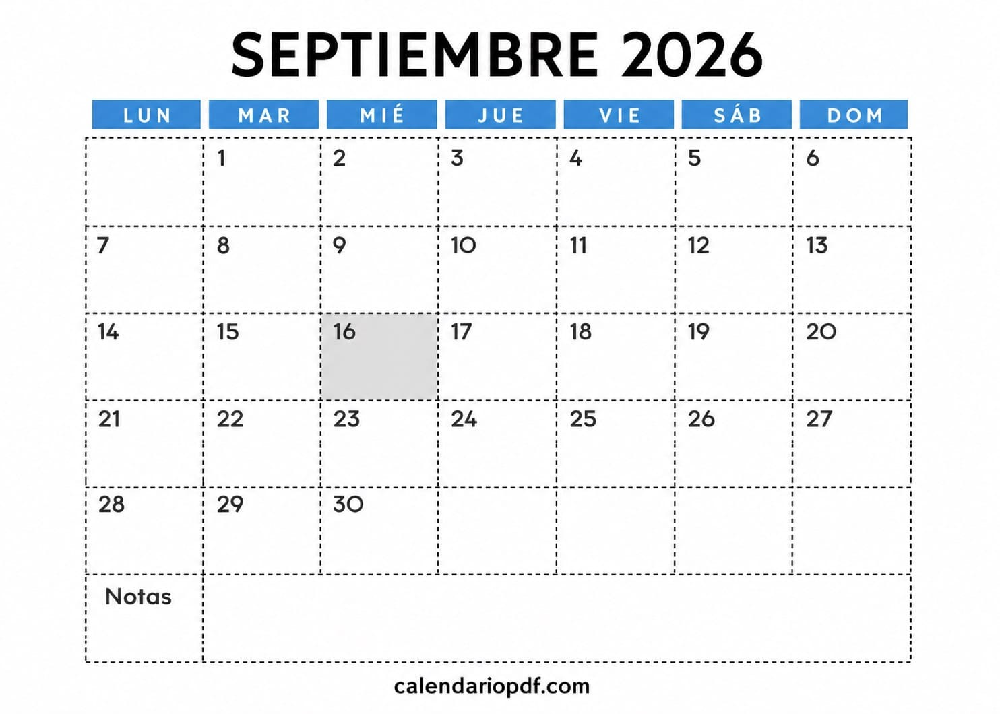 SEPTIEMBRE 2026
LUN MAR MIÉ JUE VIE SÁB DOM
1 2 3 4 5 6
7 8 9 10 11 12 13
14 15 16 17 18 19 20
21 22 23 24 25 26 27
28 29 30
Notas
calendariopdf.com